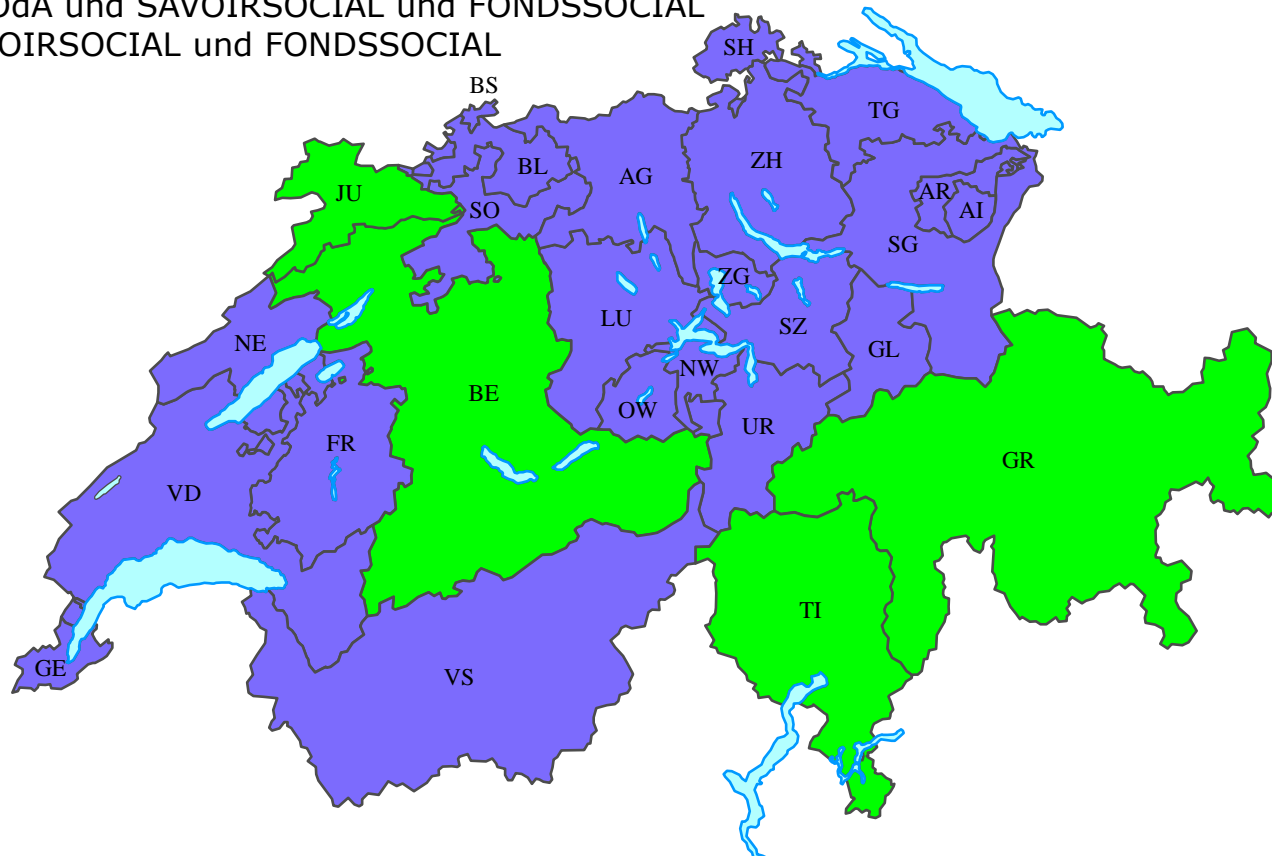 und SAVOIRSOCIAL und FONDSSOCIAL
und FONDSSOCIAL
SH
BS
TG
BL
ZH
AG
JU
AR
SO
AI
SG
ZG
LU
SZ
NE
GL
NW
BE
OW
UR
FR
GR
VD
TI
GE
VS